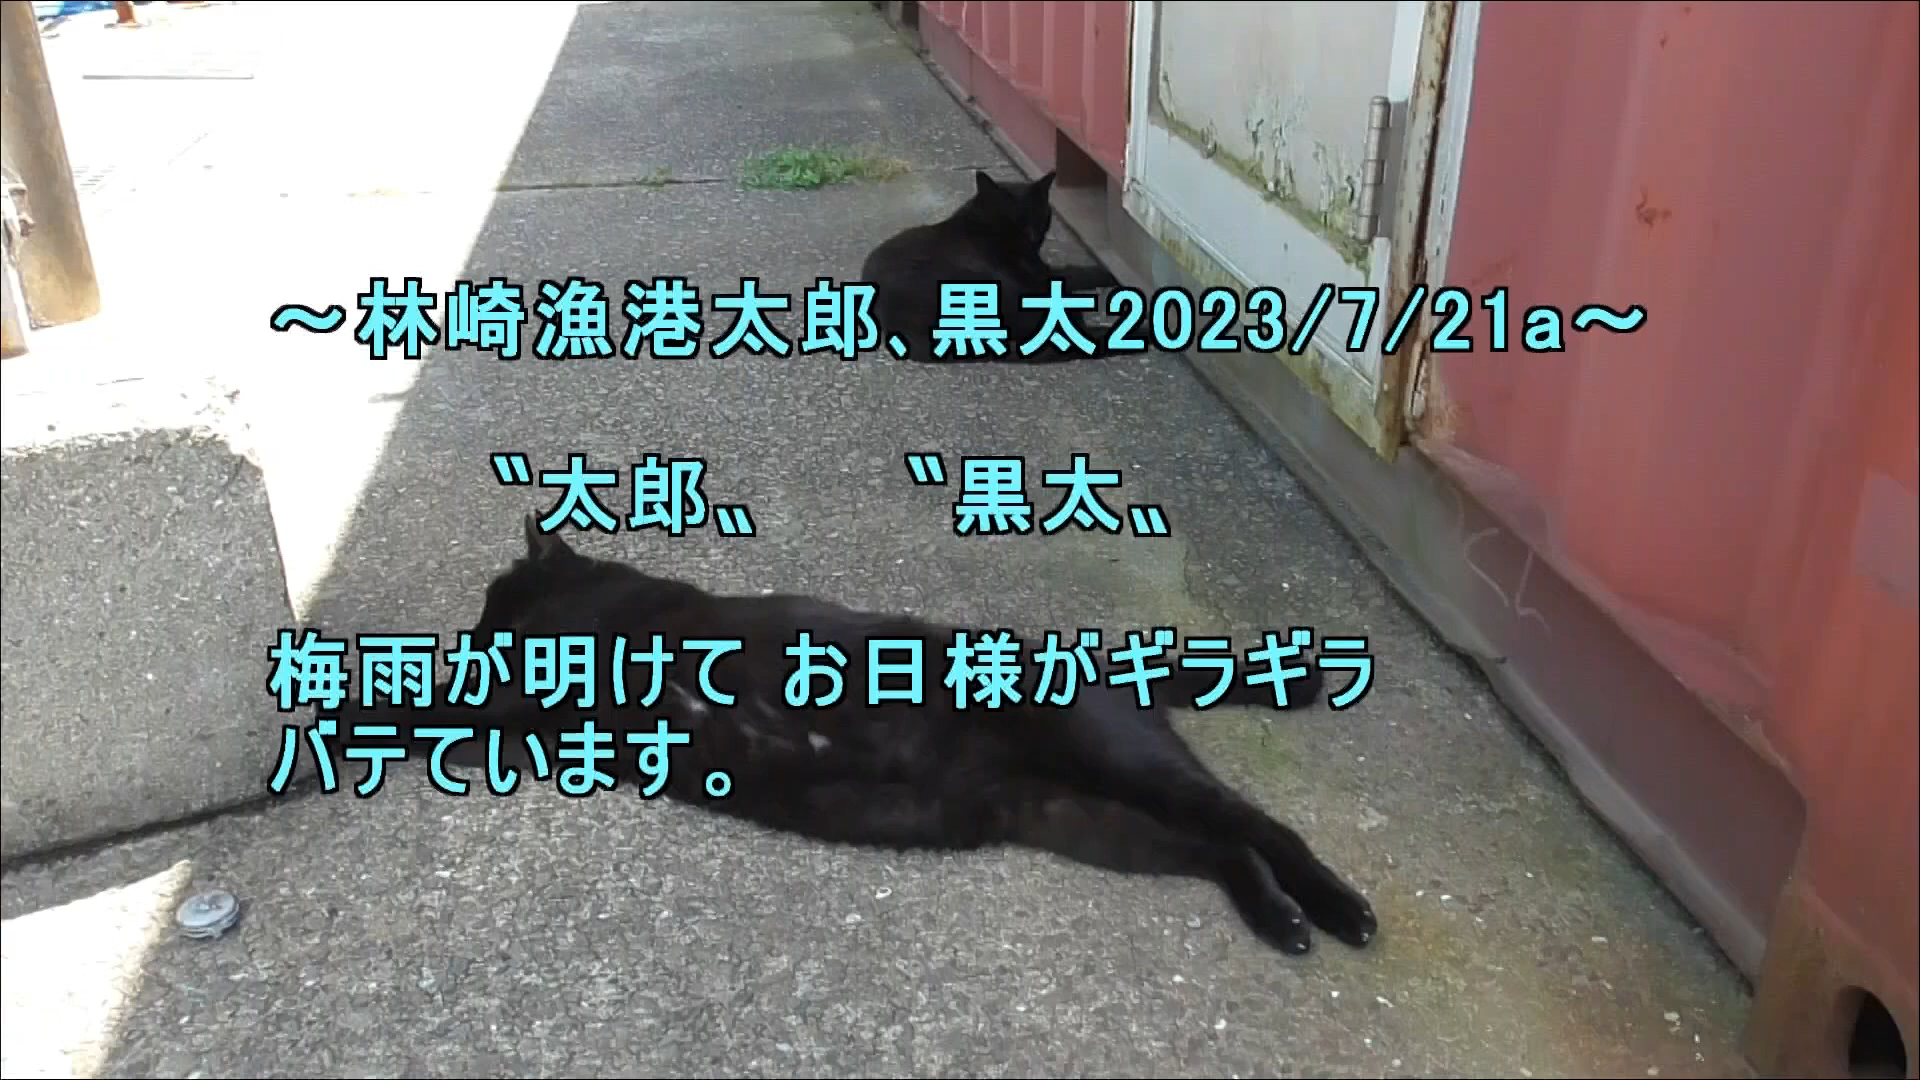 ～林崎漁港太郎､黒太2023/7/21a～
〝太郎〟 〝黒太〟
梅雨が明けて お日様がギラギラ
バテています。